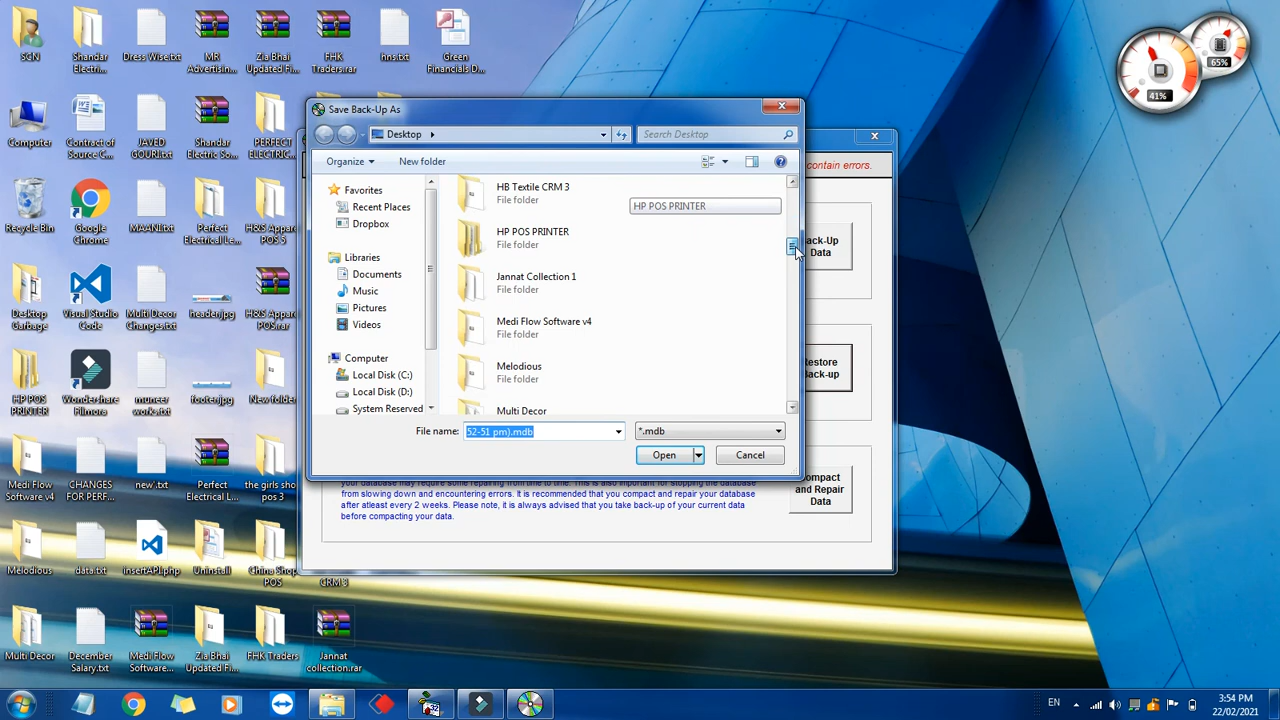 SGN
Shandar Electri...
Dress Wise.txt
MR Advertisin...
Zia Bhai Updated Fi...
FHK Traders.rar
hns.txt
Green Financials D...
Computer
Contract of Source C...
JAVED GOURI.txt
Shandar Electric So...
PERFECT ELECTRIC...
Recycle Bin
Google Chrome
MAANI.txt
Perfect Electrical Le...
H&S Appar POS 5
Desktop Garbage
Visual Studio Code
Multi Decor Changes.txt
header.jpg
H&S Appar POS.rar
HP POS PRINTER
Wondershare Filmora
muneer works.txt
footer.jpg
New folder
Medi Flow Software v4
CHANGES FOR PERF...
new.txt
Perfect Electrical L...
the girls sho pos 3
Melodious
data.txt
insertAPI.php
Uninstall
China Shop POS
CRM 3
Multi Decor
December Salary.txt
Medi Flow Software...
Zia Bhai Updated Fi...
FHK Traders
Jannat collection.rar
41%
65%
Save Back-Up As
Desktop
Search Desktop
Organize
New folder
Favorites
Recent Places
Dropbox
Libraries
Documents
Music
Pictures
Videos
Computer
Local Disk (C:)
Local Disk (D:)
System Reserved
HB Textile CRM 3
File folder
HP POS PRINTER
File folder
HP POS PRINTER
Jannat Collection 1
File folder
Medi Flow Software v4
File folder
Melodious
File folder
Multi Decor
File name:
52-51 pm).mdb
*.mdb
Open
Cancel
contain errors.
ack-Up
Data
estore
ack-up
ompact
and Repair
Data
your database may require some repairing from time to time. This is also important for stopping the database
from slowing down and encountering errors. It is recommended that you compact and repair your database
after atleast every 2 weeks. Please note, it is always advised that you take back-up of your current data
before compacting your data.
EN
3:54 PM
22/02/2021